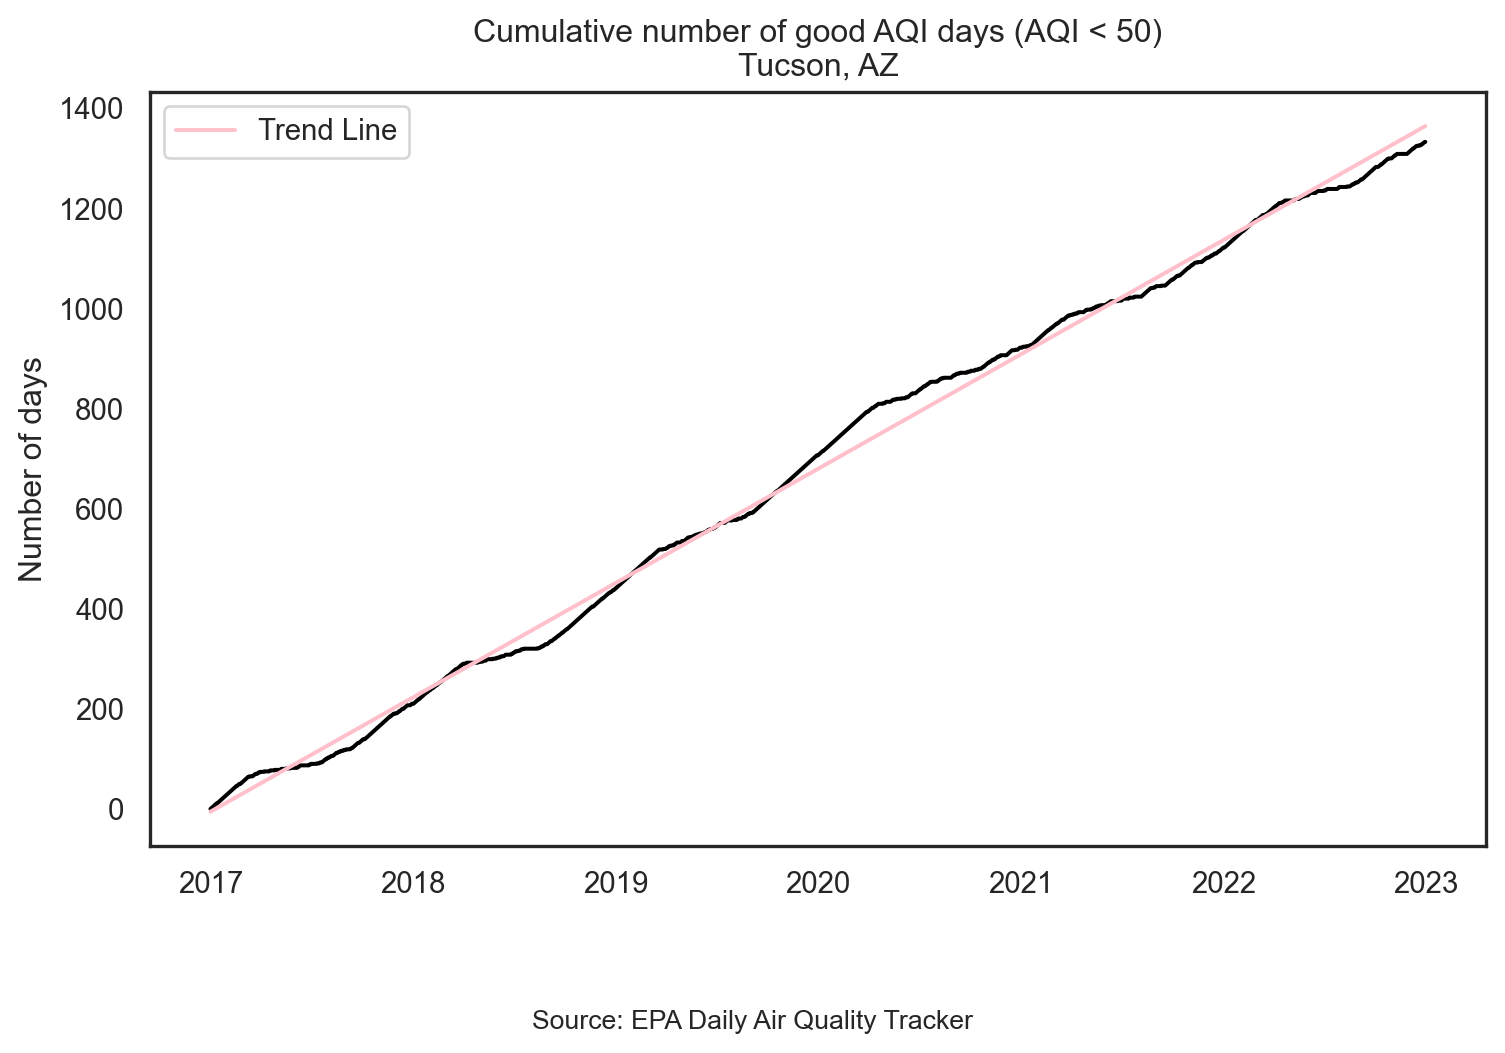 Cumulative number of good AQI days (AQI < 50)
Tucson, AZ
Trend Line
1400
1200
1000
800
600
400
200
0
Number of days
2017 2018 2019 2020 2021 2022 2023
Source: EPA Daily Air Quality Tracker